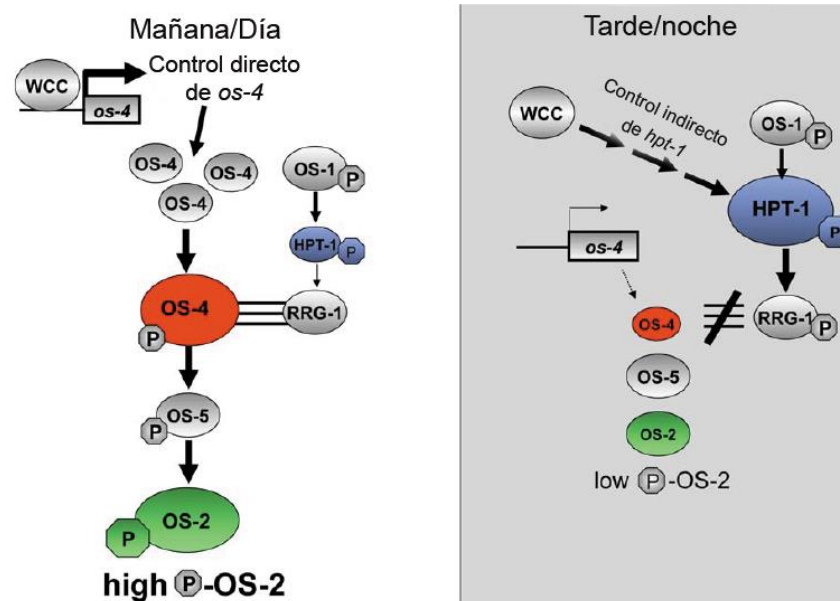 Mañana/Día
WCC
os-4
Control directo
de os-4
OS-4
OS-4
OS-4
OS-1
P
HPT-1
P
OS-4
P
RRG-1
OS-5
P
OS-2
P
high P-OS-2
Tarde/noche
WCC
Control indirecto
de hpt-1
OS-1
P
HPT-1
P
os-4
OS-4
RRG-1
P
OS-5
OS-2
low P-OS-2